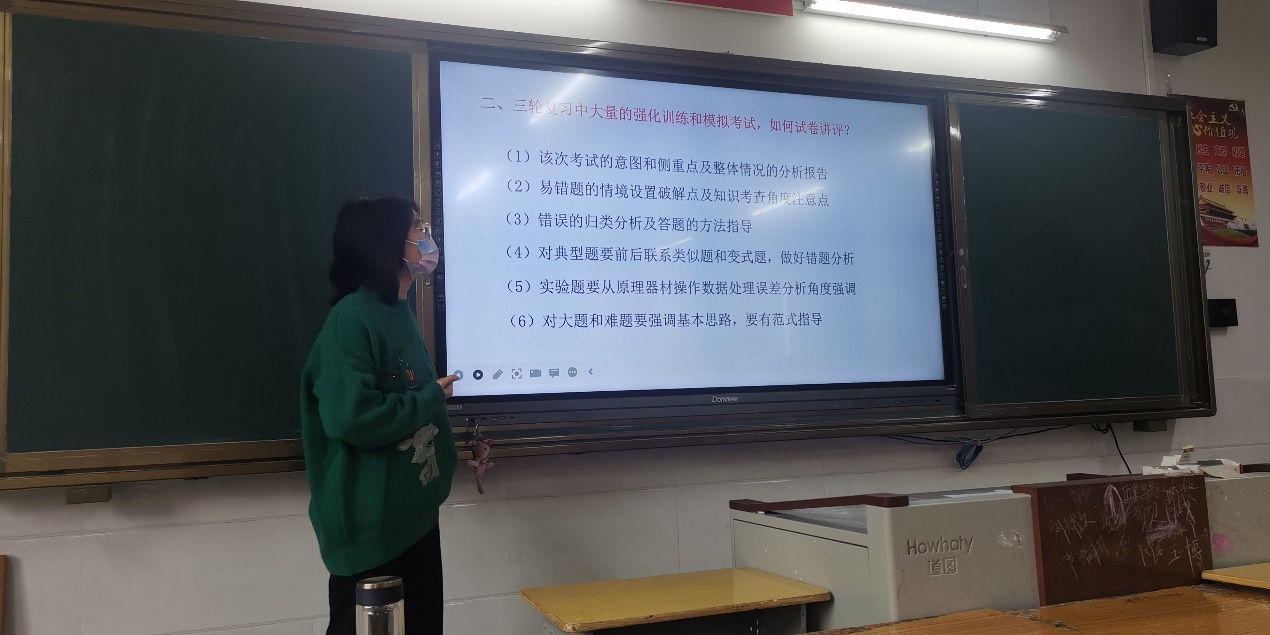 二、三轮复习中大量的强化训练和模拟考试，如何试卷讲评？
（1）该次考试的意图和侧重点及整体情况的分析报告
（2）易错题的情境设置破解点及知识考查角度注意点
（3）错误的归类分析及答题的方法指导
（4）对典型题要前后联系类似题和变式题，做好错题分析
（5）实验题要从原理器材操作数据处理误差分析角度强调
（6）对大题和难题要强调基本思路，要有范式指导
Donview
会主义
心价值观
Howhaty